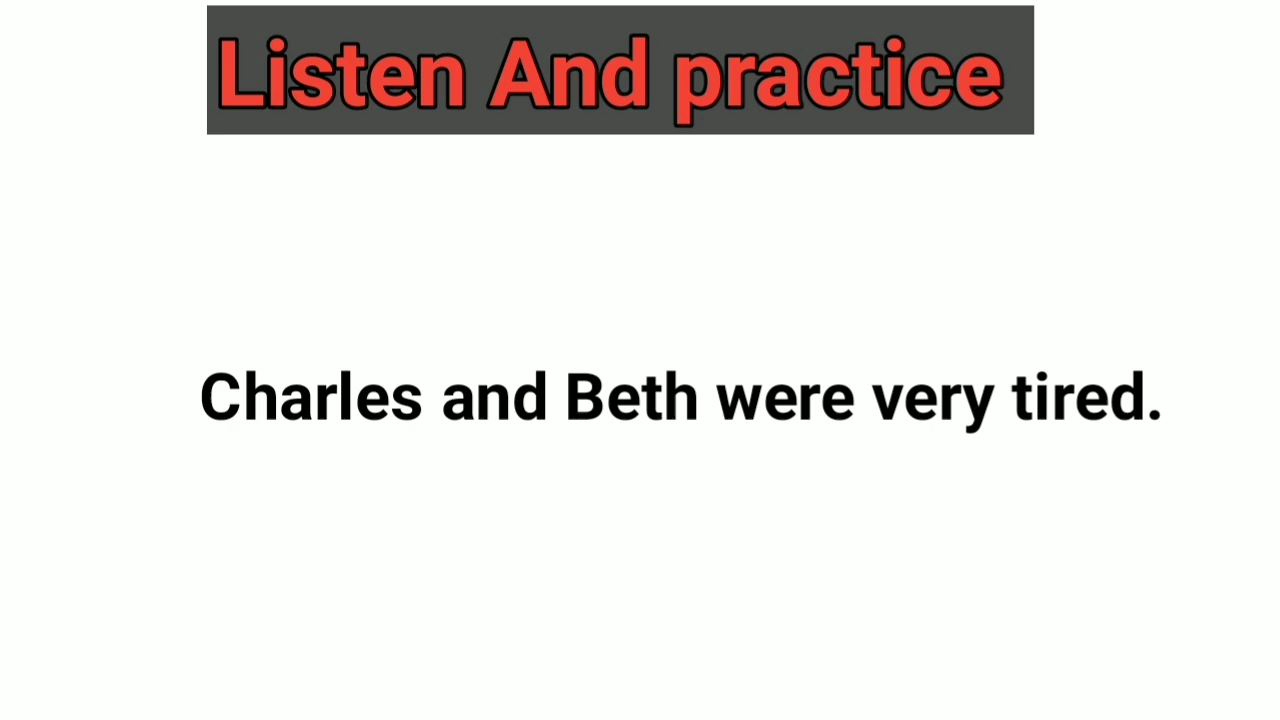 Listen And practice
Charles and Beth were very tired.